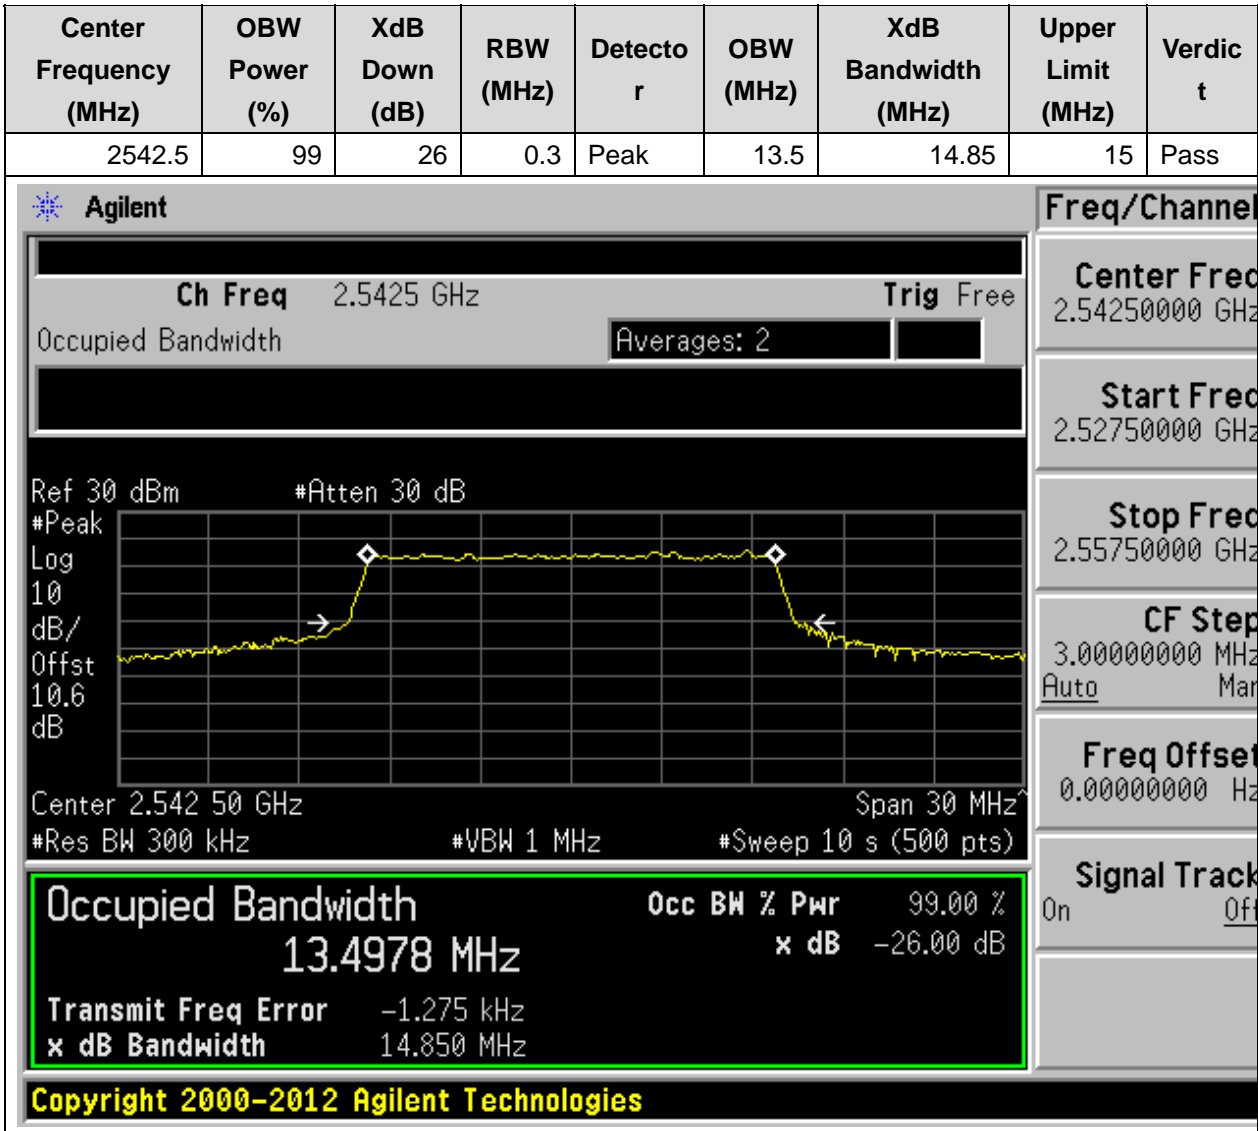 Center Frequency (MHz) OBW Power (%) XdB Down (dB) RBW (MHz) Detecto r OBW (MHz) XdB Bandwidth (MHz) Upper Limit (MHz) Verdic t
2542.5 99 26 0.3 Peak 13.5 14.85 15 Pass
Agilent
Freq/Channel
Ch Freq 2.5425 GHz Trig Free
Occupied Bandwidth Averages: 2
Center Freq
2.54250000 GHz
Start Freq
2.52750000 GHz
Stop Freq
2.55750000 GHz
CF Step
3.00000000 MHz
Auto Man
Freq Offset
0.00000000 Hz
Signal Track
On Off
Ref 30 dBm #Atten 30 dB
#Peak
Log
10
dB/
Offst
10.6
dB
Center 2.542 50 GHz Span 30 MHz^
#Res BW 300 kHz #VBW 1 MHz #Sweep 10 s (500 pts)
Occupied Bandwidth
13.4978 MHz
Occ BW % Pwr 99.00 %
x dB -26.00 dB
Transmit Freq Error -1.275 kHz
x dB Bandwidth 14.850 MHz
Copyright 2000-2012 Agilent Technologies